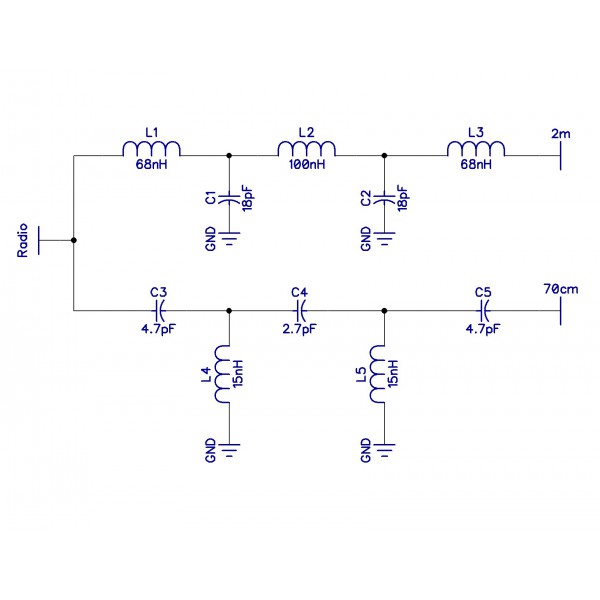 L1
68nH
L2
100nH
L3
68nH
2m
C1
18pF
GND
C2
18pF
GND
Radio
C3
4.7pF
C4
2.7pF
C5
4.7pF
70cm
L4
15nH
GND
L5
15nH
GND